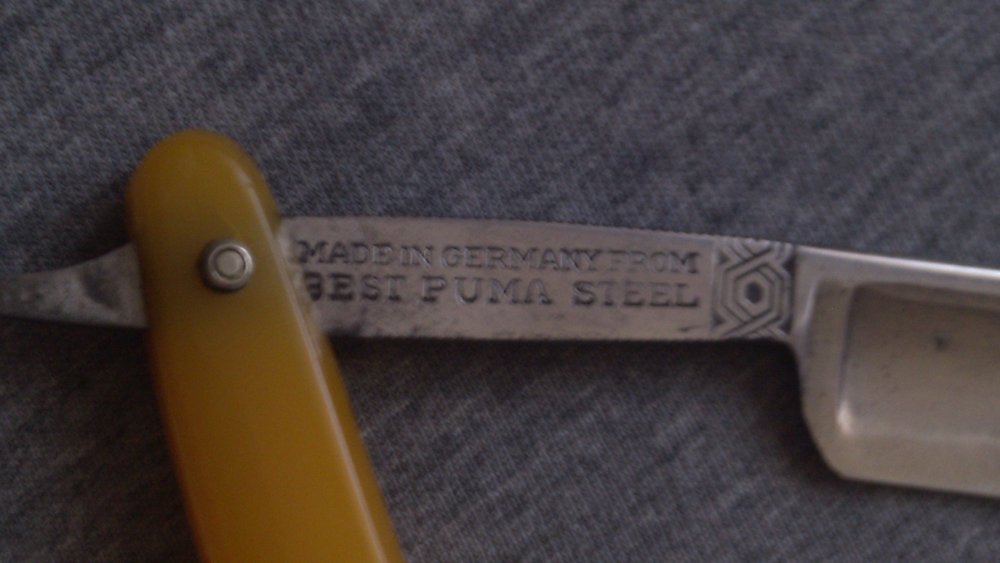 MADE IN GERMANY FROM
BEST PUMA STEEL